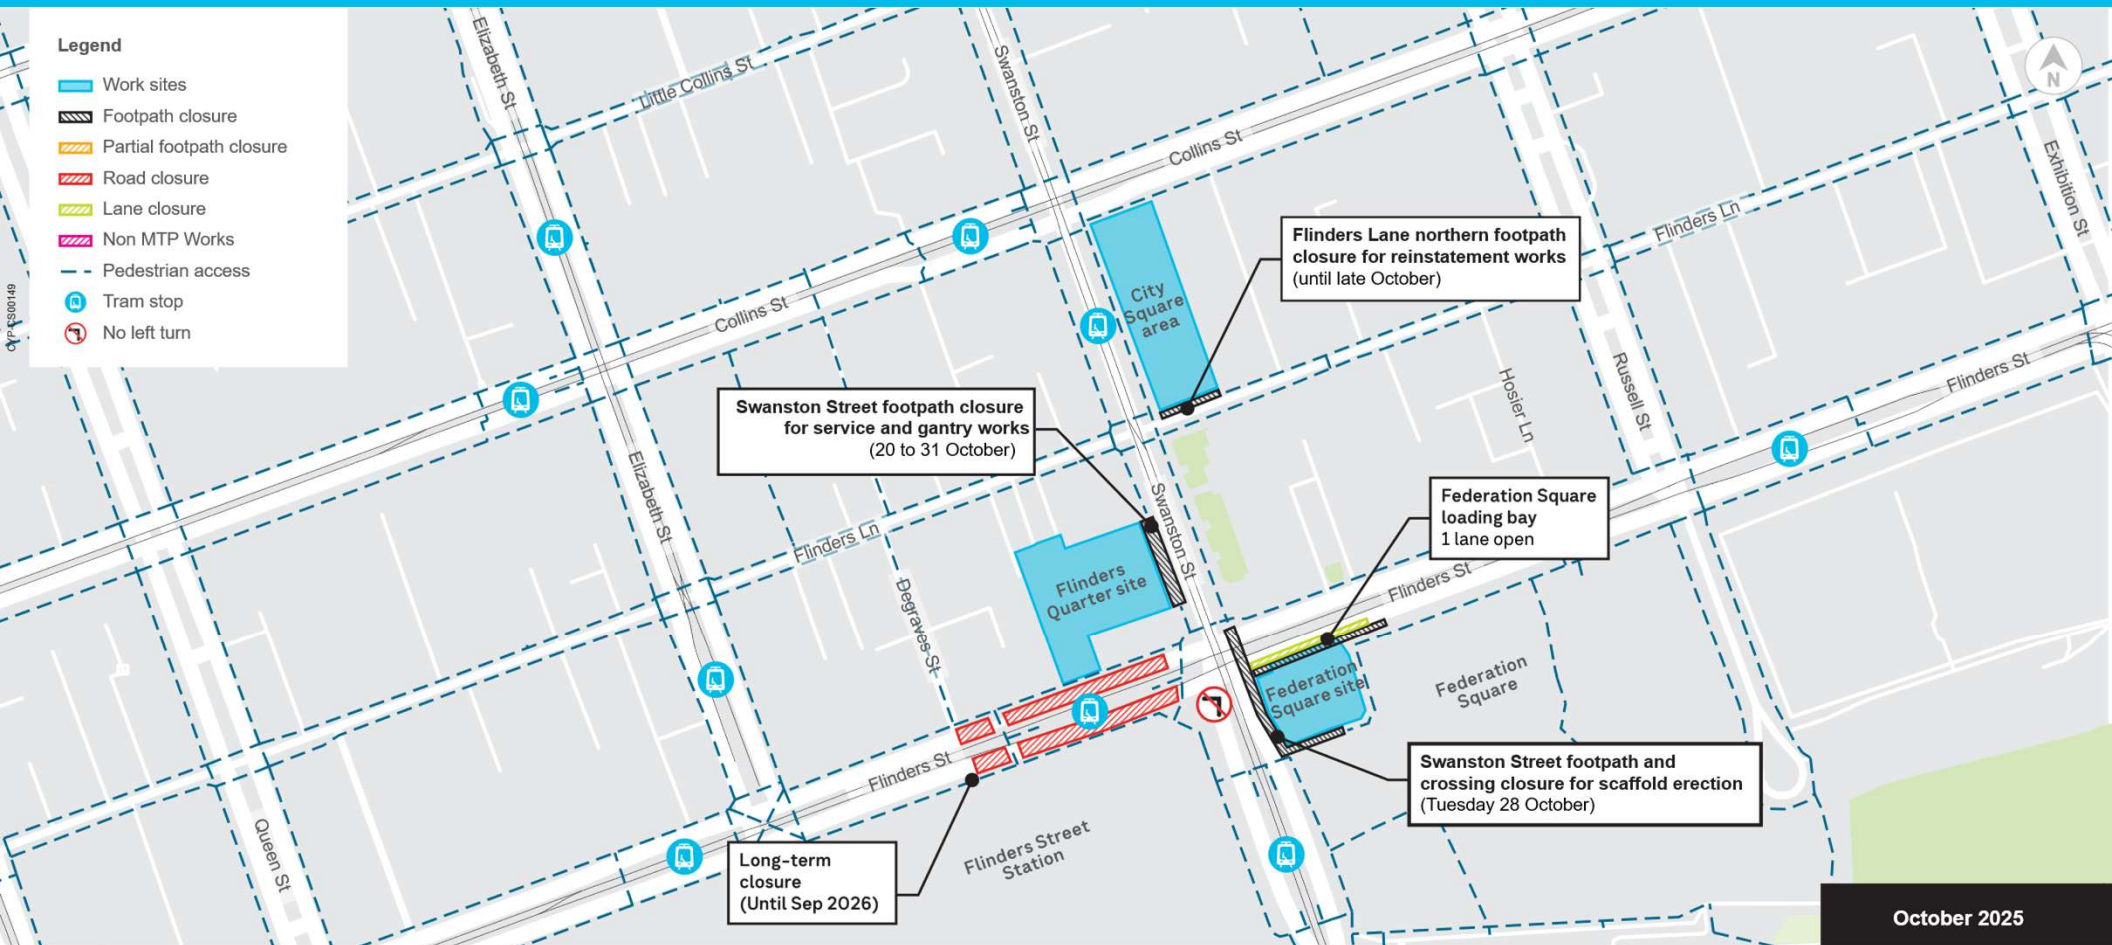 Legend
Work sites
Footpath closure
Partial footpath closure
Road closure
Lane closure
Non MTP Works
Pedestrian access
Tram stop
No left turn
CYP-CS00149
Elizabeth St
Little Collins St
Swanston St
Collins St
N
Exhibition St
Flinders Ln
Flinders Lane northern footpath
closure for reinstatement works
(until late October)
City
Square
area
Collins St
Swanston Street footpath closure
for service and gantry works
(20 to 31 October)
Hosier Ln
Russell St
Flinders St
Elizabeth St
Flinders Ln
Swanston St
Federation Square
loading bay
1 lane open
Flinders
Quarter site
Degraves St
Flinders St
Federation
Square site
Federation
Square
Flinders St
Swanston Street footpath and
crossing closure for scaffold erection
(Tuesday 28 October)
Queen St
Flinders Street
Station
Long-term
closure
(Until Sep 2026)
October 2025